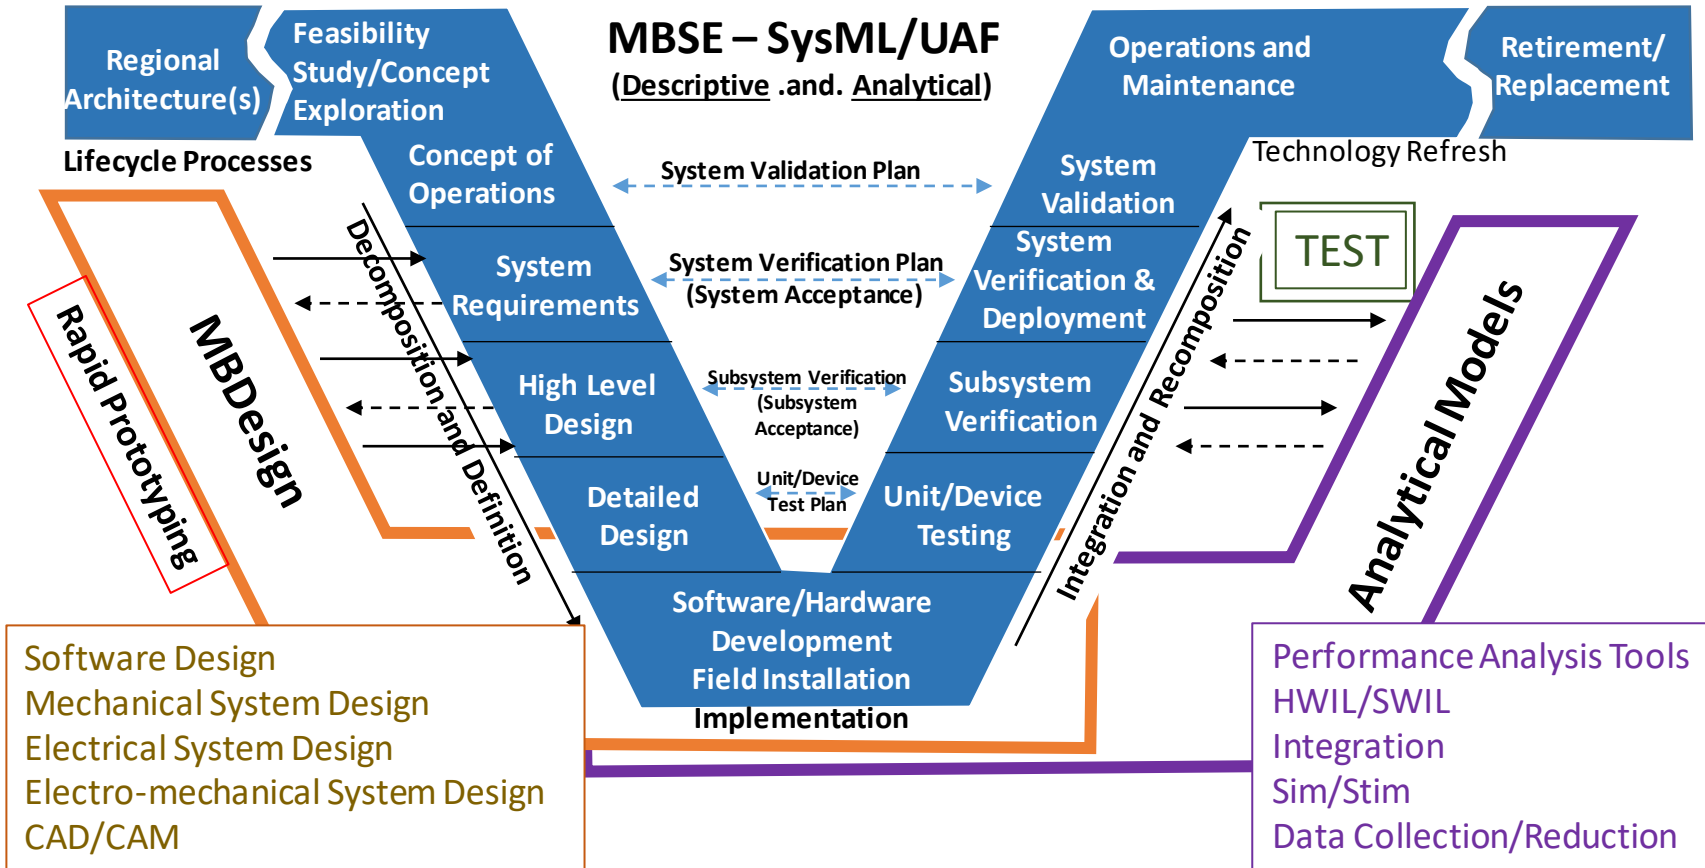 MBSE – SysML/UAF
(Descriptive .and. Analytical)
Regional
Architecture(s)
Feasibility
Study/Concept
Exploration
Operations and
Maintenance
Retirement/
Replacement
Lifecycle Processes
Technology Refresh
Concept of
Operations
System Validation Plan
System
Validation
System
Requirements
System Verification Plan
(System Acceptance)
System
Verification &
Deployment
High Level
Design
Subsystem Verification
(Subsystem
Acceptance)
Subsystem
Verification
Detailed
Design
Unit/Device
Test Plan
Unit/Device
Testing
Software/Hardware
Development
Field Installation
Implementation
Decomposition and Definition
Integration and Recomposition
TEST
Rapid Prototyping
MBDesign
Analytical Models
Software Design
Mechanical System Design
Electrical System Design
Electro-mechanical System Design
CAD/CAM
Performance Analysis Tools
HWIL/SWIL
Integration
Sim/Stim
Data Collection/Reduction